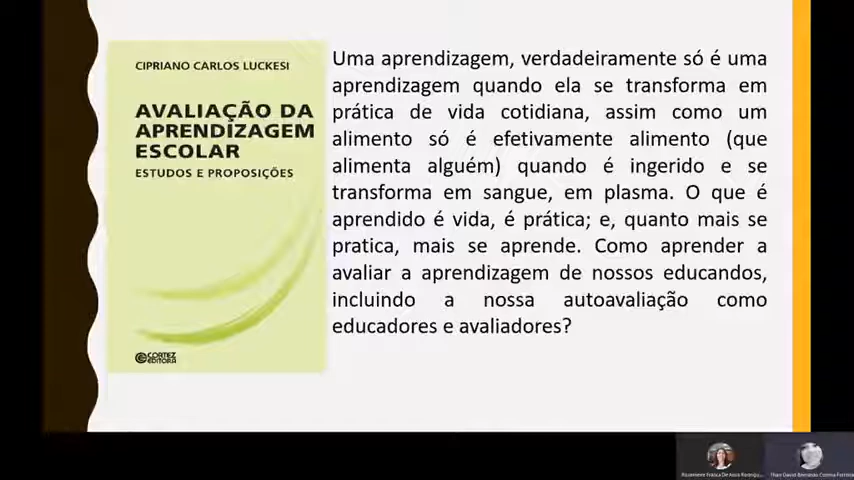 CIPRIANO CARLOS LUCKESI
AVALIAÇÃO DA
APRENDIZAGEM
ESCOLAR
ESTUDOS E PROPOSIÇÕES
CORTEZ
EDITORA
Uma aprendizagem, verdadeiramente só é uma
aprendizagem quando ela se transforma em
prática de vida cotidiana, assim como um
alimento só é efetivamente alimento (que
alimenta alguém) quando é ingerido e se
transforma em sangue, em plasma. O que é
aprendido é vida, é prática; e, quanto mais se
pratica, mais se aprende. Como aprender a
avaliar a aprendizagem de nossos educandos,
incluindo a nossa autoavaliação como
educadores e avaliadores?